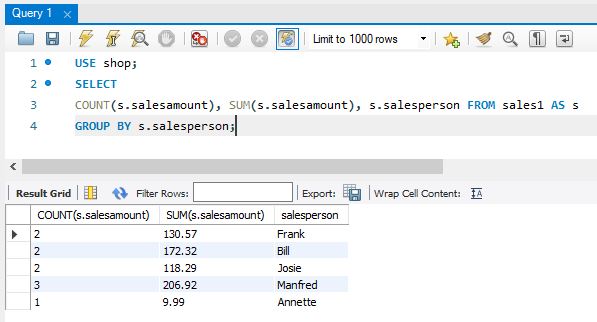 Query 1
Limit to 1000 rows
1 USE shop;
2 SELECT
3 COUNT(s.salesamount), SUM(s.salesamount), s.salesperson FROM sales1 AS s
4 GROUP BY s.salesperson;
Result Grid Filter Rows: Export: Wrap Cell Content:
COUNT(s.salesamount) SUM(s.salesamount) salesperson
2 130.57 Frank
2 172.32 Bill
2 118.29 Josie
3 206.92 Manfred
1 9.99 Annette